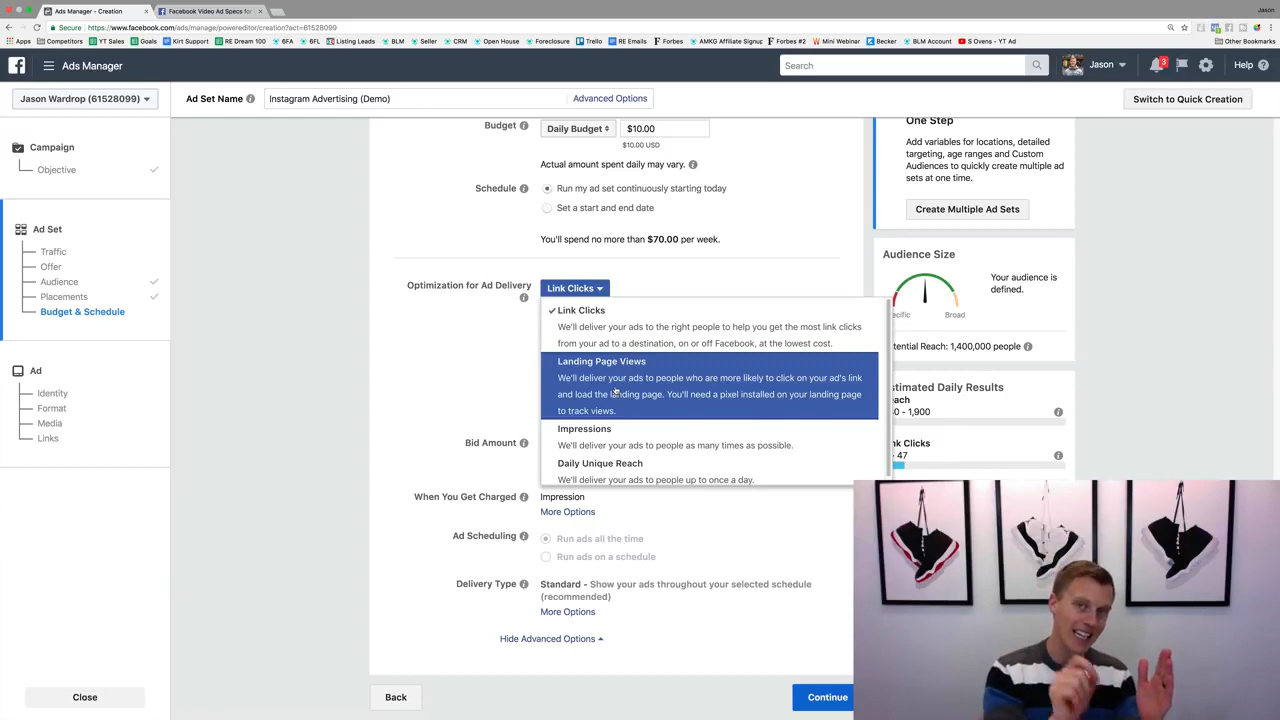 Ads Manager - Creation
Facebook Video Ad Specs for
Jason
Secure
https://www.facebook.com/ads/manage/powereditor/creation?act=61528099
Apps
Competitors
YT Sales
Goals
Kirt Support
RE Dream 100
6FA
6FL
Listing Leads
BLM
Seller
CRM
Open House
Foreclosure
Trello
RE Emails
Forbes
AMKG Affiliate Signup
Forbes #2
Mini Webinar
Becker
BLM Account
S Ovens - YT Ad
Other Bookmarks
Ads Manager
Search
Jason
3
Help
Jason Wardrop (61528099)
Ad Set Name
Instagram Advertising (Demo)
Advanced Options
Switch to Quick Creation
Campaign
Objective
Ad Set
Traffic
Offer
Audience
Placements
Budget & Schedule
Ad
Identity
Format
Media
Links
Close
Budget
Daily Budget
$10.00
$10.00 USD
Actual amount spent daily may vary.
Schedule
Run my ad set continuously starting today
Set a start and end date
You'll spend no more than $70.00 per week.
Optimization for Ad Delivery
Link Clicks
Link Clicks
We'll deliver your ads to the right people to help you get the most link clicks
from your ad to a destination, on or off Facebook, at the lowest cost.
Landing Page Views
We'll deliver your ads to people who are more likely to click on your ad's link
and load the landing page. You'll need a pixel installed on your landing page
to track views.
Impressions
We'll deliver your ads to people as many times as possible.
Daily Unique Reach
We'll deliver your ads to people up to once a day.
Bid Amount
When You Get Charged
Impression
More Options
Ad Scheduling
Run ads all the time
Run ads on a schedule
Delivery Type
Standard - Show your ads throughout your selected schedule
(recommended)
More Options
Hide Advanced Options
Back
Continue
One Step
Add variables for locations, detailed
targeting, age ranges and Custom
Audiences to quickly create multiple ad
sets at one time.
Create Multiple Ad Sets
Audience Size
Your audience is
defined.
Broad
1,400,000 people
Daily Results
- 1,900
Clicks
- 47